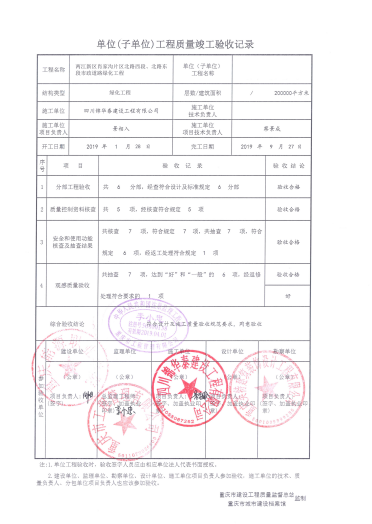 单位(子单位)工程质量竣工验收记录
工程名称
两江新区肖家沟片区北路西段、北路东
段市政道路绿化工程
单位（子单位）
工程名称
结构类型
绿化工程
层数/建筑面积
/
200000平方米
施工单位
四川锦华泰建设工程有限公司
施工单位
技术负责人
施工单位
项目负责人
施工单位
项目技术负责人
开工日期
2019 年 1 月 28 日
完工日期
2019 年 9 月 27 日
序号
项 目
验 收 记 录
验 收 结 论
1
分部工程验收
共 6 分部，经查符合设计及标准规定 6 分部
验收合格
2
质量控制资料核查
共 5 项，经核查符合规定 5 项
验收合格
3
安全和使用功能
核查及抽查结果
共核查 7 项，符合规定 7 项，共抽查 7 项，符合
规定 6 项，经返工处理符合规定 1 项
验收合格
4
观感质量验收
共抽查 7 项，达到“好”和“一般”的 6 项，经返修
处理符合要求的 1 项
验收合格
好
综合验收结论
符合设计及施工质量验收规范要求，同意验收
参加验收单位
建设单位
监理单位
施工单位
设计单位
勘察单位
（公章）
（公章）
（公章）
（公章）
（公章）
项目负责人：
注:1.单位工程验收时，验收签字人员应由相应单位法人代表书面授权。
2.建设单位、监理单位、勘察单位、设计单位、施工单位项目负责人参加验收，施工单位的技术、质
量负责人、分包单位项目负责人也应该参加验收。
重庆市建设工程质量监督总站
重庆市城市建设档案馆
监制